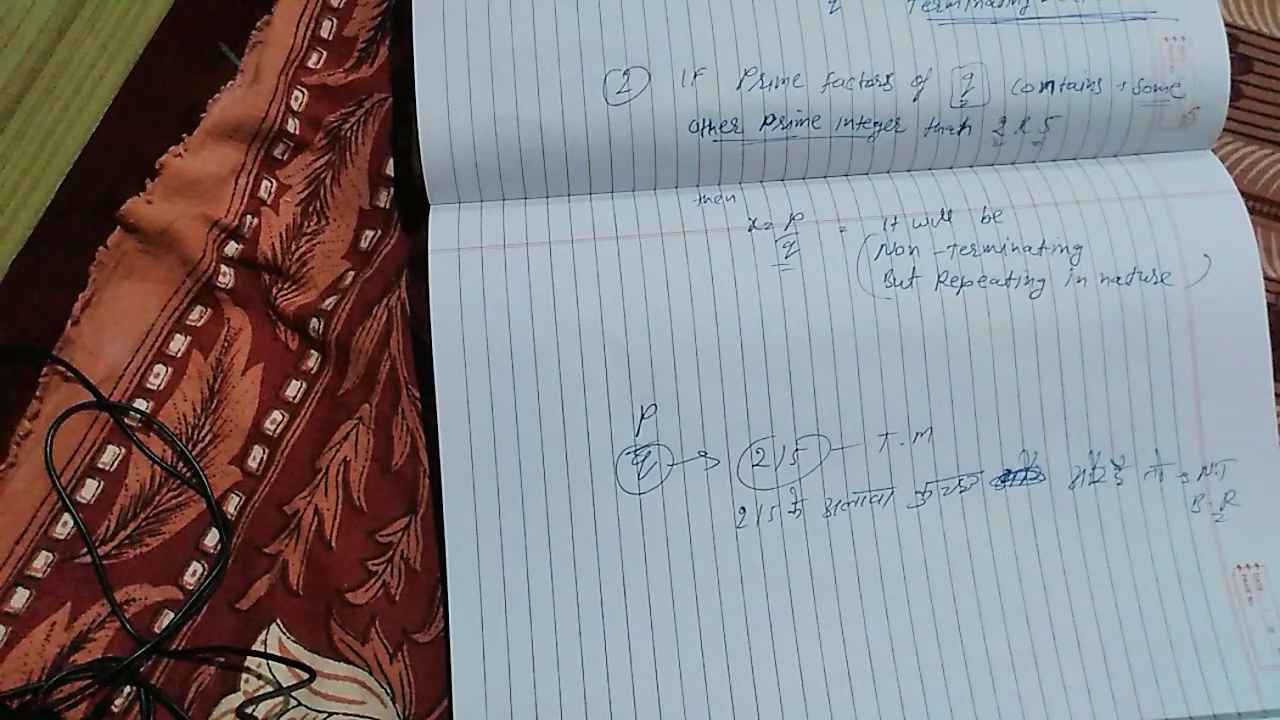 q Terminating
(2) IF Prime factors of q contains some
other Prime integer than 2 & 5
then
x = p/q = It will be
(Non-Terminating
But Repeating in nature)
p/q → 2/5 — T.M
2/5 के अलावा N.T
B.R